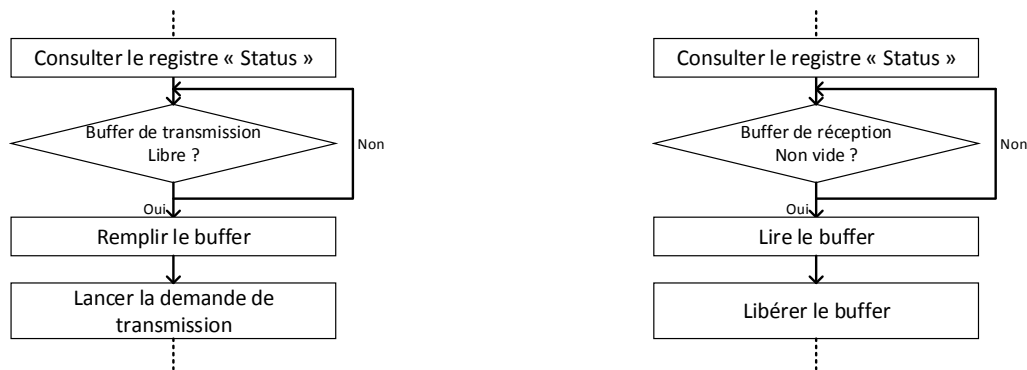 Consulter le registre « Status »
Buffer de transmission
Libre ?
Non
Oui
Remplir le buffer
Lancer la demande de
transmission
Consulter le registre « Status »
Buffer de réception
Non vide ?
Non
Oui
Lire le buffer
Libérer le buffer